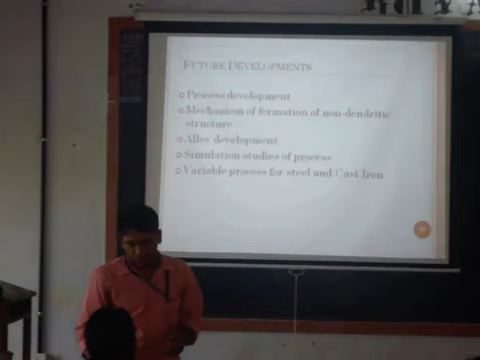 FUTURE DEVELOPMENTS
Process development
Mechanism of formation of non-dendritic
structure
Alloy development
Simulation studies of process
Variable process for steel and Cast Iron